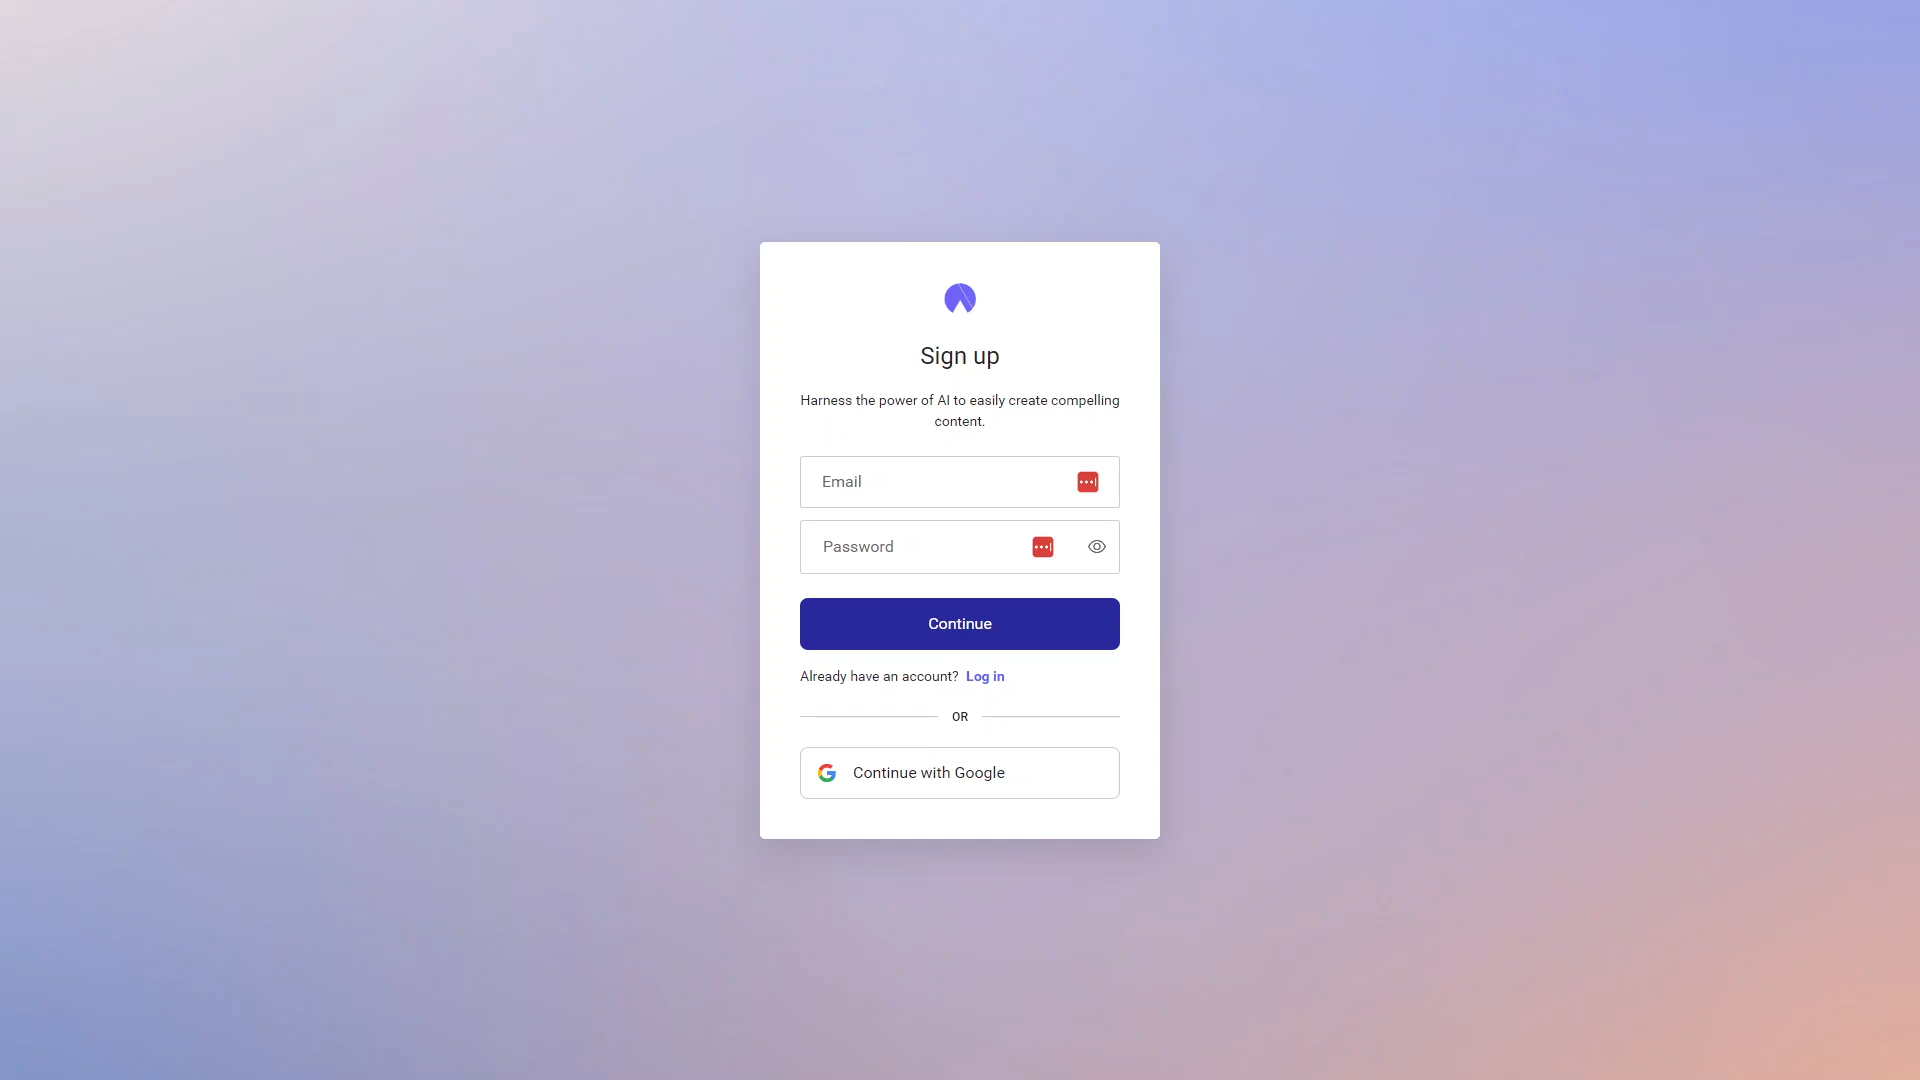 Sign up
Harness the power of AI to easily create compelling
content.
Email
Password
Continue
Already have an account? Log in
OR
Continue with Google